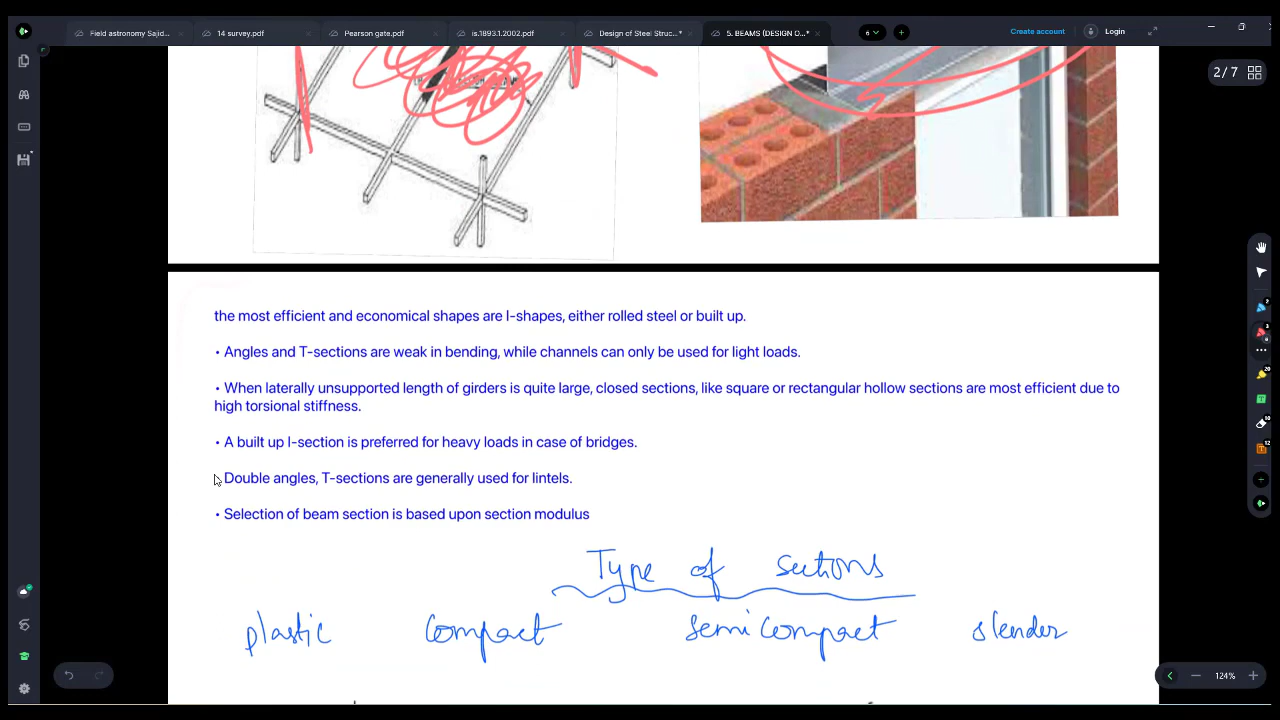 Field astronomy Sajid...
14 survey.pdf
Pearson gate.pdf
is.1893.1.2002.pdf
Design of Steel Struc...*
5. BEAMS (DESIGN O...*
6
Create account
Login
2/7
the most efficient and economical shapes are I-shapes, either rolled steel or built up.
• Angles and T-sections are weak in bending, while channels can only be used for light loads.
• When laterally unsupported length of girders is quite large, closed sections, like square or rectangular hollow sections are most efficient due to
high torsional stiffness.
• A built up I-section is preferred for heavy loads in case of bridges.
Double angles, T-sections are generally used for lintels.
• Selection of beam section is based upon section modulus
Type of sections
plastic compact semi compact slender
124%